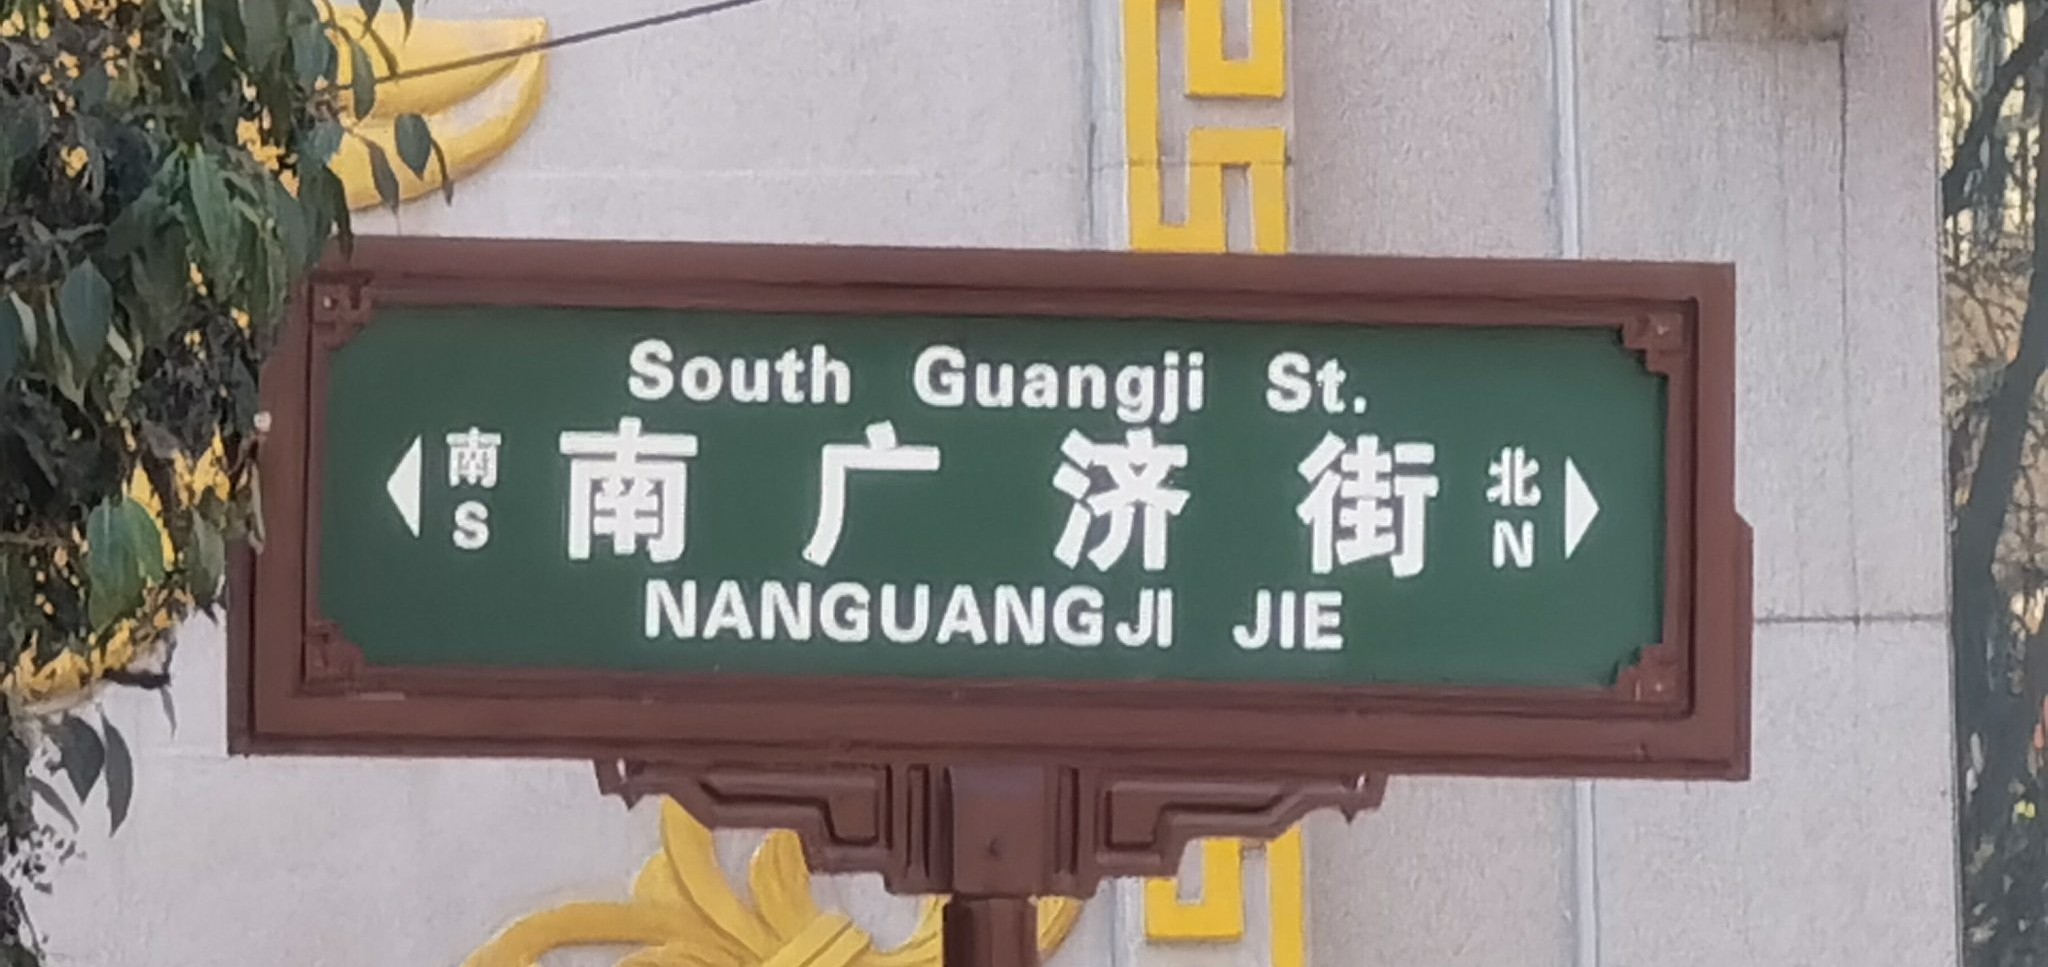 South Guangji St.
南 南广济街 北
S N
NANGUANGJI JIE